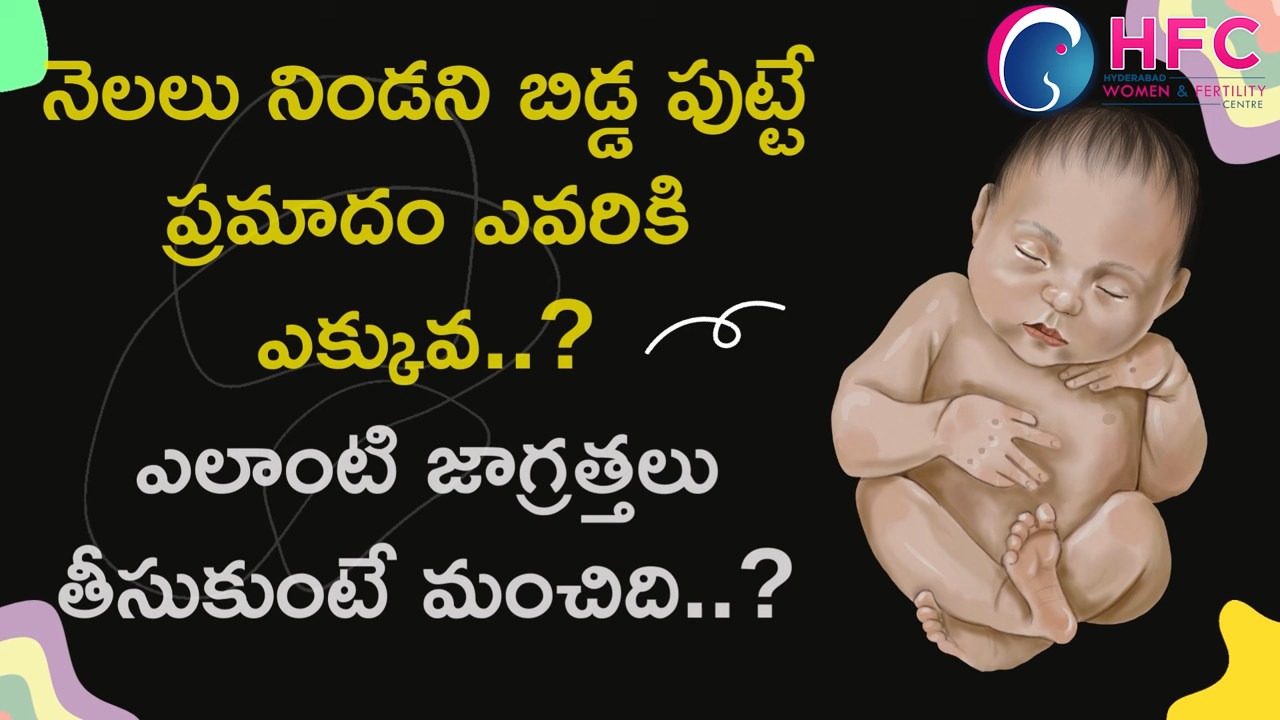 నెలలు నిండని బిడ్డ పుట్టే
ప్రమాదం ఎవరికి
ఎక్కువ..?
ఎలాంటి జాగ్రత్తలు
తీసుకుంటే మంచిది..?
HFC
HYDERABAD
WOMEN & FERTILITY
CENTRE